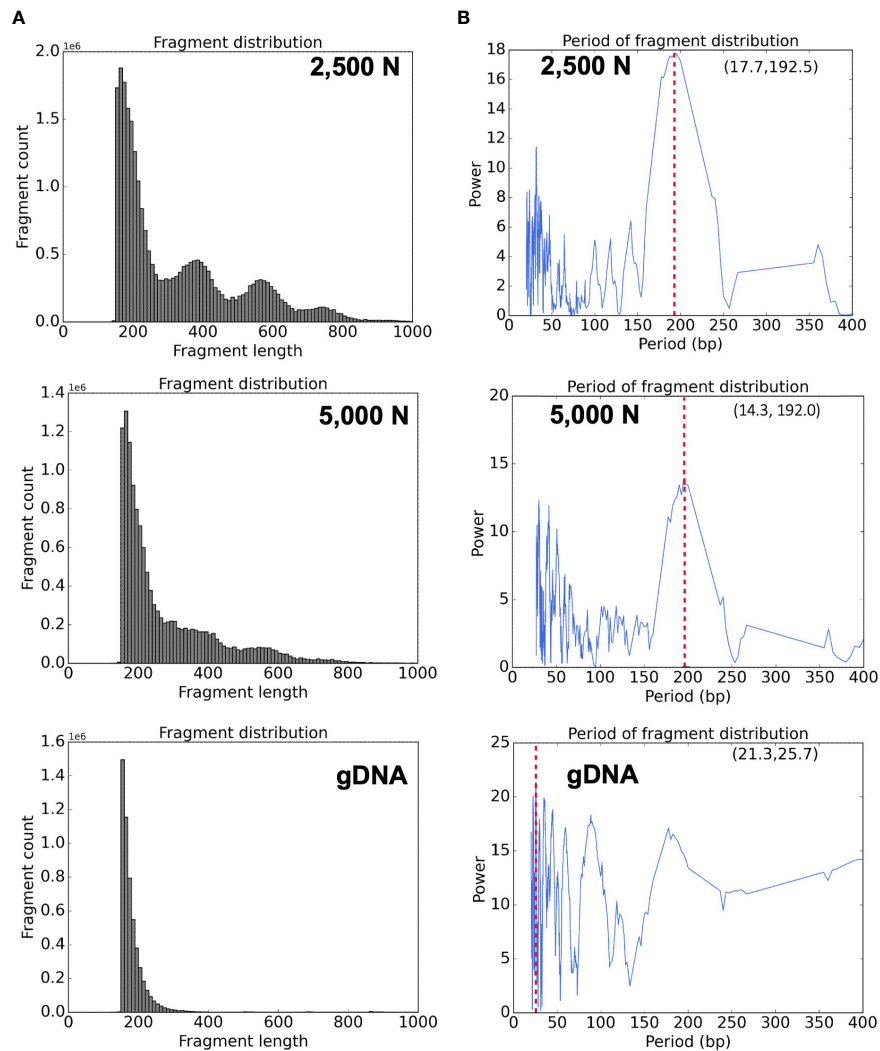 A
Fragment distribution
1e6
2,500 N
2.0
1.5
1.0
0.5
0.0
Fragment count
0 200 400 600 800 1000
Fragment length
B
Period of fragment distribution
2,500 N
(17.7,192.5)
18
16
14
12
10
8
6
4
2
0
Power
0 50 100 150 200 250 300 350 400
Period (bp)
Fragment distribution
1e6
5,000 N
1.4
1.2
1.0
0.8
0.6
0.4
0.2
0.0
Fragment count
0 200 400 600 800 1000
Fragment length
Period of fragment distribution
5,000 N
(14.3, 192.0)
20
15
10
5
0
Power
0 50 100 150 200 250 300 350 400
Period (bp)
Fragment distribution
1e6
gDNA
1.6
1.4
1.2
1.0
0.8
0.6
0.4
0.2
0.0
Fragment count
0 200 400 600 800 1000
Fragment length
Period of fragment distribution
(21.3,25.7)
gDNA
25
20
15
10
5
0
Power
0 50 100 150 200 250 300 350 400
Period (bp)